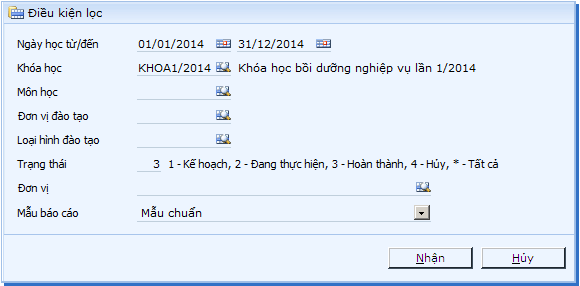 Điều kiện lọc
Ngày học từ/đến 01/01/2014 31/12/2014
Khóa học KHOA1/2014 Khóa học bồi dưỡng nghiệp vụ lần 1/2014
Môn học
Đơn vị đào tạo
Loại hình đào tạo
Trạng thái 3 1 - Kế hoạch, 2 - Đang thực hiện, 3 - Hoàn thành, 4 - Hủy, * - Tất cả
Đơn vị
Mẫu báo cáo Mẫu chuẩn
Nhận Hủy